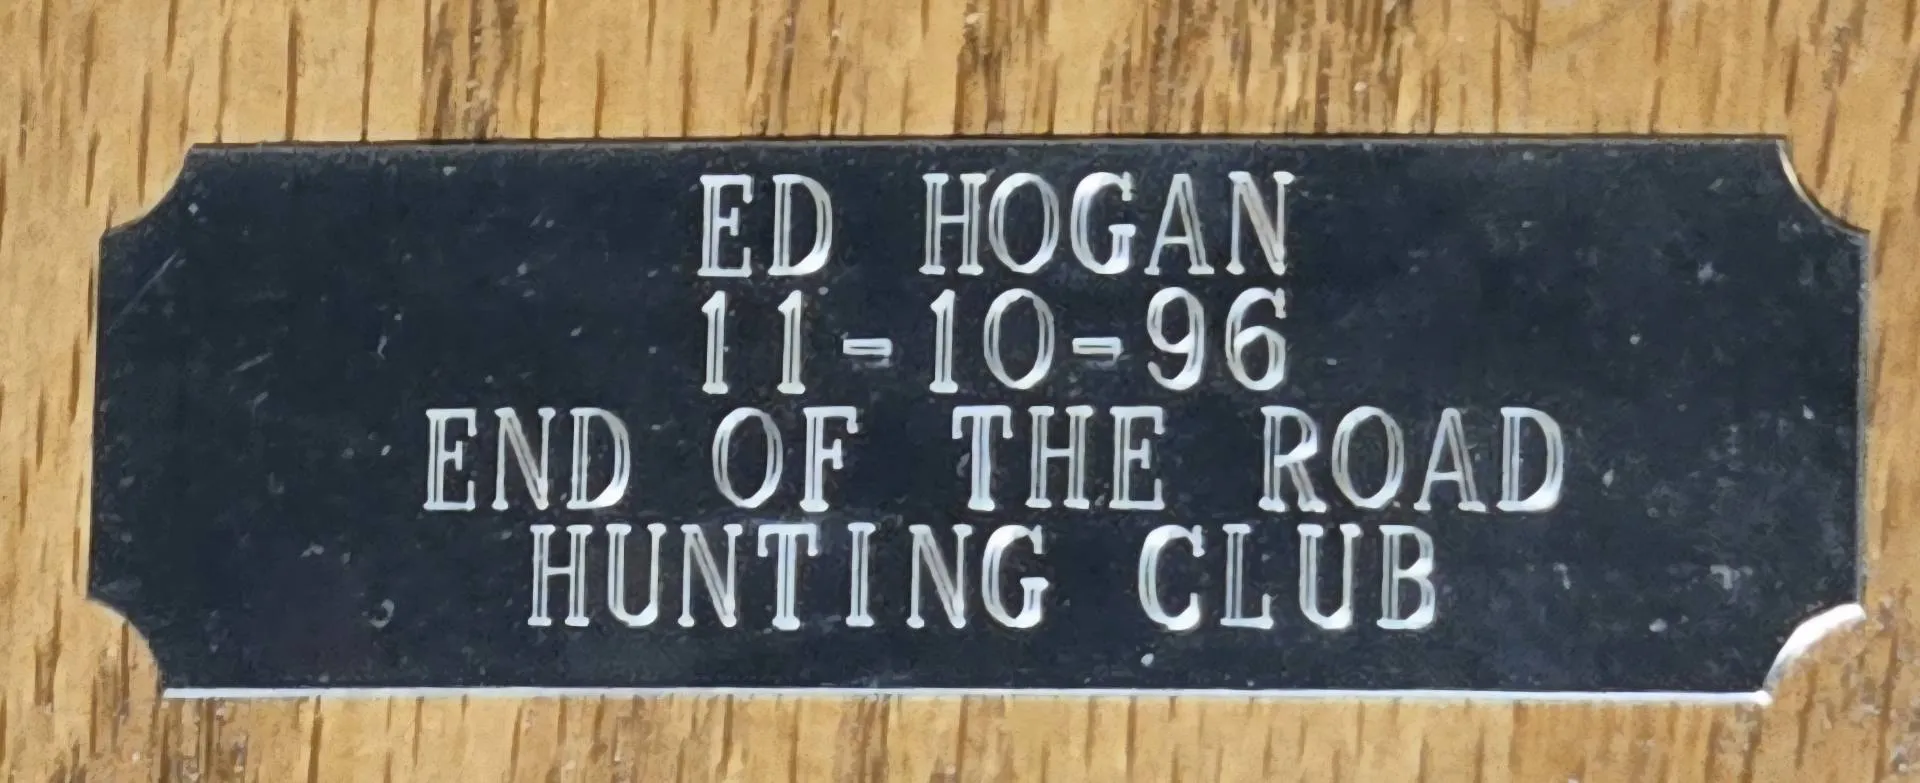 ED HOGAN
11-10-96
END OF THE ROAD
HUNTING CLUB